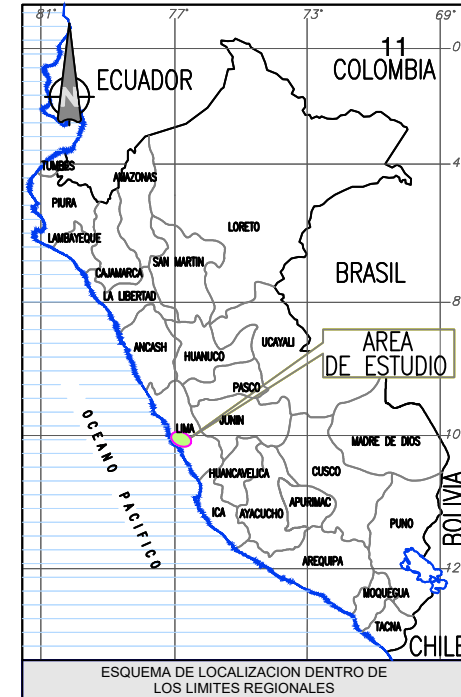 81°
77°
73°
69°
11
COLOMBIA
0
ECUADOR
N
4
TUMBES
AMAZONAS
PIURA
LORETO
LAMBAYEQUE
SAN MARTIN
CAJAMARCA
BRASIL
LA LIBERTAD
8
ANCASH
HUANUCO
UCAYALI
AREA
DE ESTUDIO
PASCO
LIMA
JUNIN
10
MADRE DE DIOS
OCEANO PACIFICO
HUANCAVELICA
CUSCO
ICA
AYACUCHO
APURIMAC
PUNO
BOLIVIA
AREQUIPA
12
MOQUEGUA
TACNA
CHILE
ESQUEMA DE LOCALIZACION DENTRO DE
LOS LIMITES REGIONALES